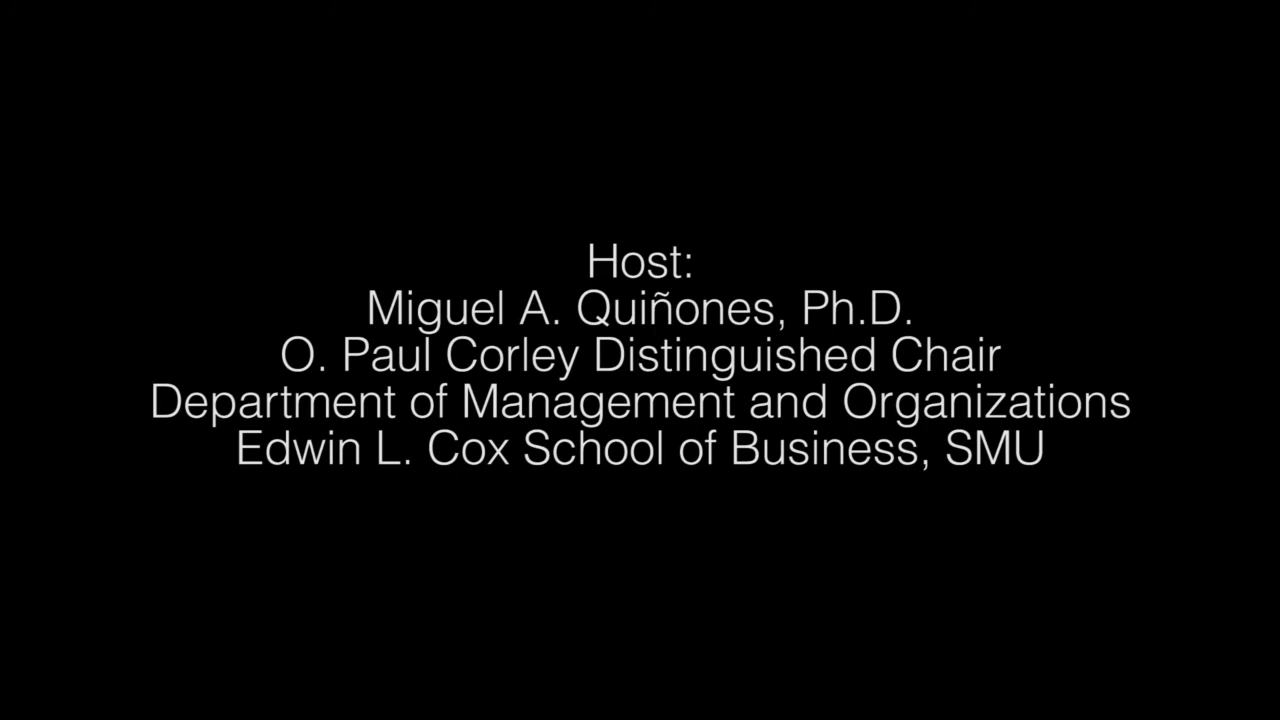 Host:
Miguel A. Quiñones, Ph.D.
O. Paul Corley Distinguished Chair
Department of Management and Organizations
Edwin L. Cox School of Business, SMU